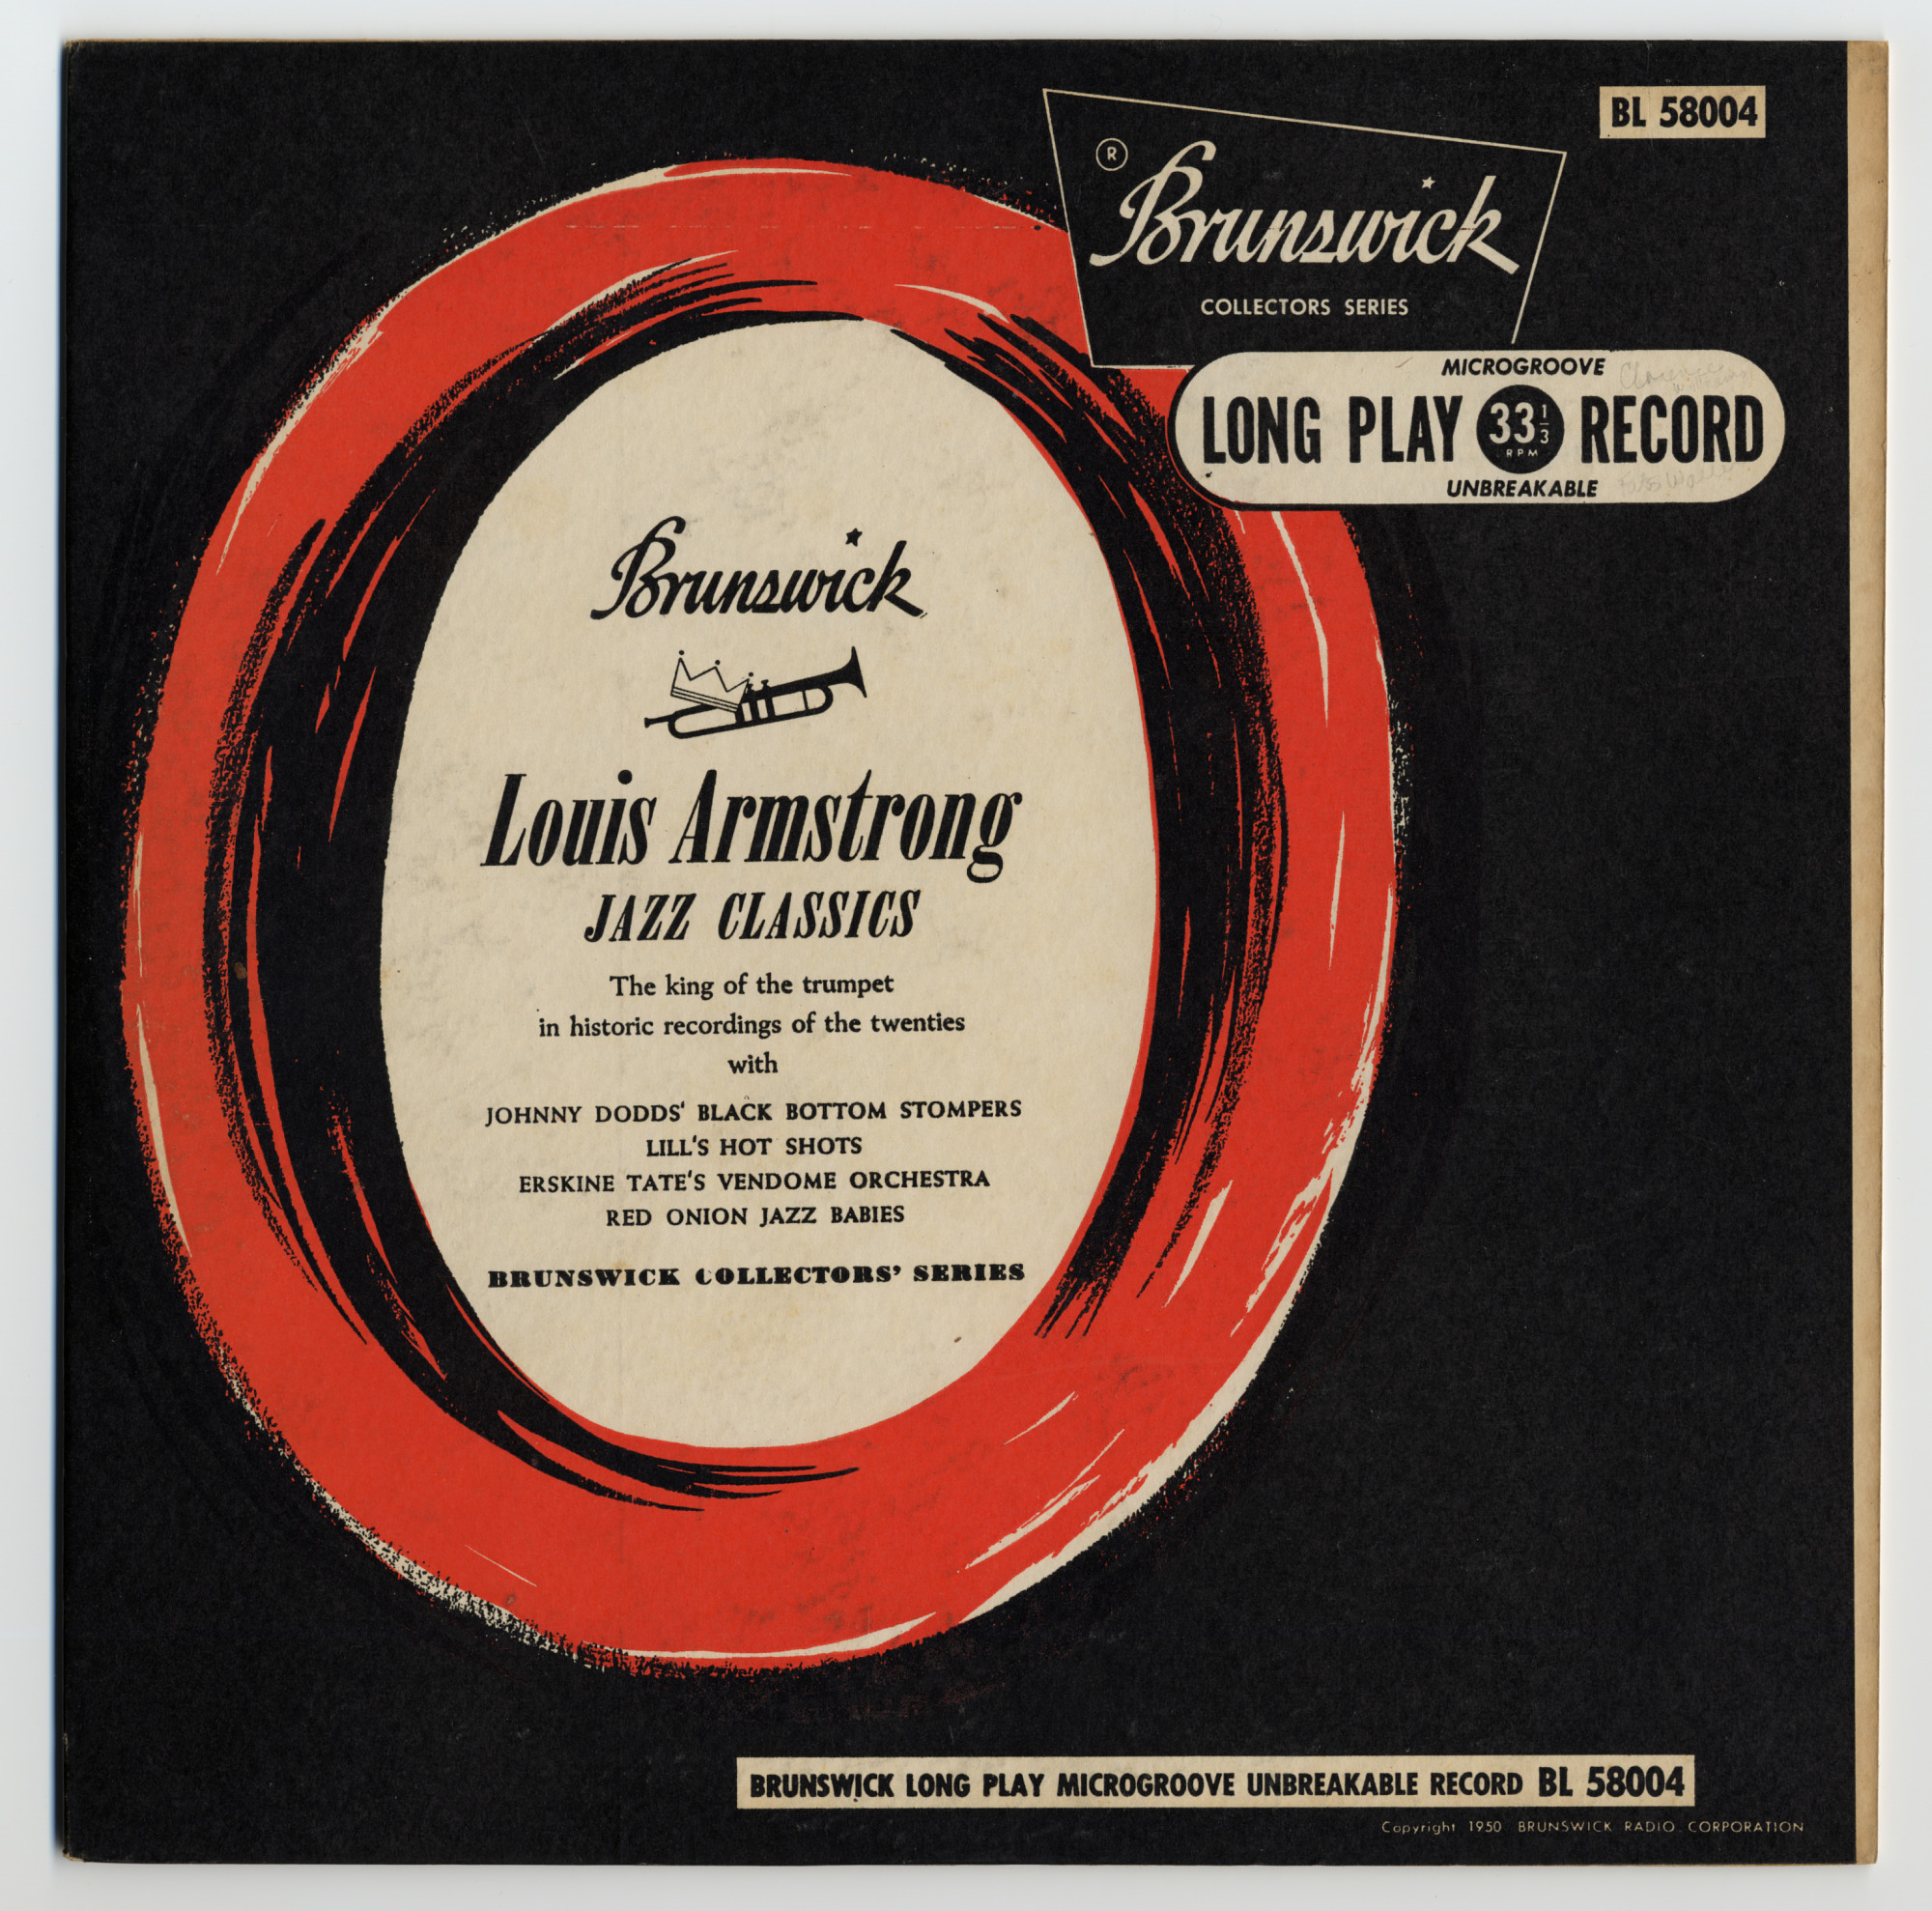 BL 58004
®
Brunswick
COLLECTORS SERIES
MICROGROOVE
LONG PLAY 33 1/3 RPM RECORD
UNBREAKABLE
Brunswick
Louis Armstrong
JAZZ CLASSICS
The king of the trumpet
in historic recordings of the twenties
with
JOHNNY DODDS' BLACK BOTTOM STOMPERS
LILL'S HOT SHOTS
ERSKINE TATE'S VENDOME ORCHESTRA
RED ONION JAZZ BABIES
BRUNSWICK COLLECTORS' SERIES
BRUNSWICK LONG PLAY MICROGROOVE UNBREAKABLE RECORD BL 58004
Copyright 1950 BRUNSWICK RADIO CORPORATION